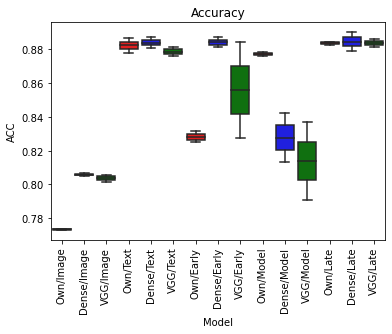 Accuracy
ACC
0.88
0.86
0.84
0.82
0.80
0.78
Own/Image
Dense/Image
VGG/Image
Own/Text
Dense/Text
VGG/Text
Own/Early
Dense/Early
VGG/Early
Own/Model
Dense/Model
VGG/Model
Own/Late
Dense/Late
VGG/Late
Model